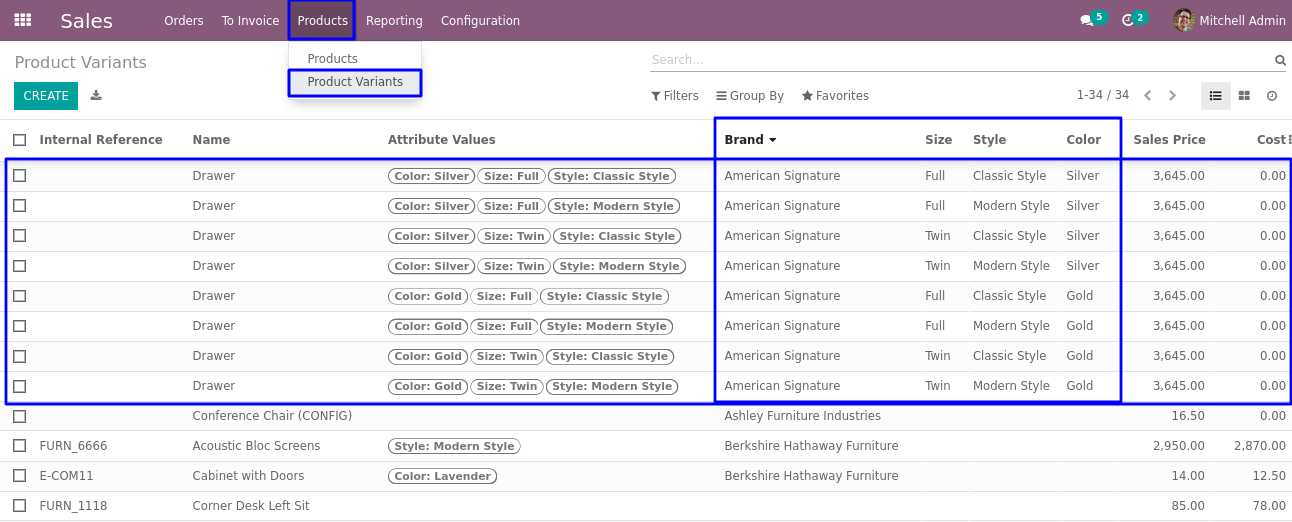 Sales Orders To Invoice Products Reporting Configuration 5 2 Mitchell Admin
Products
Product Variants
Product Variants
Search...
CREATE
Filters Group By Favorites 1-34 / 34
Internal Reference Name Attribute Values Brand Size Style Color Sales Price Cost
Drawer Color: Silver Size: Full Style: Classic Style American Signature Full Classic Style Silver 3,645.00 0.00
Drawer Color: Silver Size: Full Style: Modern Style American Signature Full Modern Style Silver 3,645.00 0.00
Drawer Color: Silver Size: Twin Style: Classic Style American Signature Twin Classic Style Silver 3,645.00 0.00
Drawer Color: Silver Size: Twin Style: Modern Style American Signature Twin Modern Style Silver 3,645.00 0.00
Drawer Color: Gold Size: Full Style: Classic Style American Signature Full Classic Style Gold 3,645.00 0.00
Drawer Color: Gold Size: Full Style: Modern Style American Signature Full Modern Style Gold 3,645.00 0.00
Drawer Color: Gold Size: Twin Style: Classic Style American Signature Twin Classic Style Gold 3,645.00 0.00
Drawer Color: Gold Size: Twin Style: Modern Style American Signature Twin Modern Style Gold 3,645.00 0.00
Conference Chair (CONFIG) Ashley Furniture Industries 16.50 0.00
FURN_6666 Acoustic Bloc Screens Style: Modern Style Berkshire Hathaway Furniture 2,950.00 2,870.00
E-COM11 Cabinet with Doors Color: Lavender Berkshire Hathaway Furniture 14.00 12.50
FURN_1118 Corner Desk Left Sit 85.00 78.00